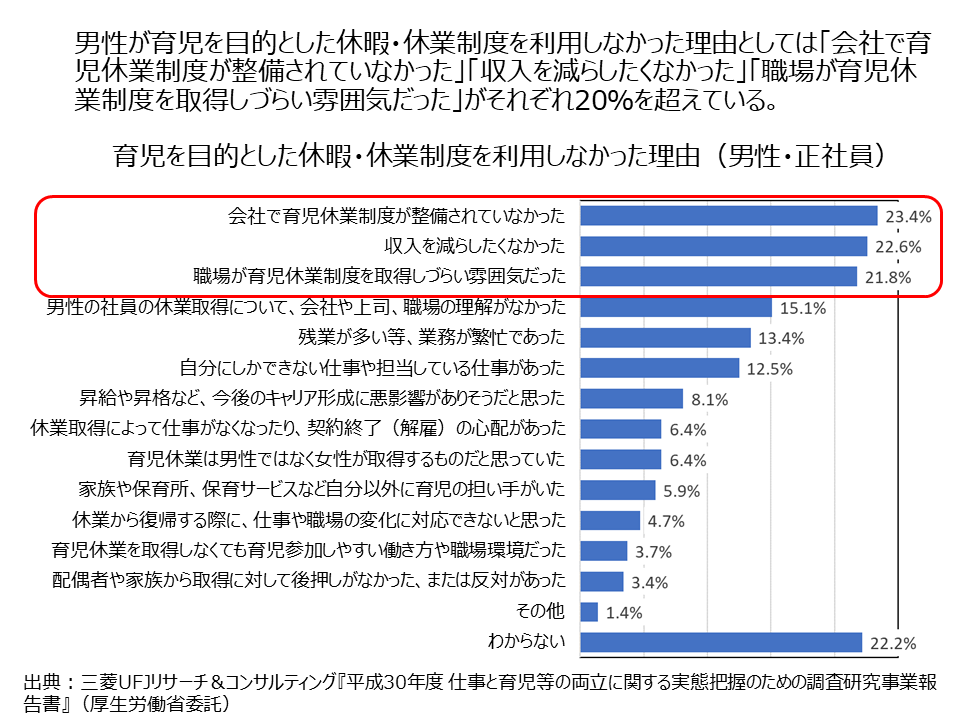 男性が育児を目的とした休暇・休業制度を利用しなかった理由としては「会社で育
児休業制度が整備されていなかった」「収入を減らしたくなかった」「職場が育児休
業制度を取得しづらい雰囲気だった」がそれぞれ20%を超えている。
育児を目的とした休暇・休業制度を利用しなかった理由（男性・正社員）
会社で育児休業制度が整備されていなかった 23.4%
収入を減らしたくなかった 22.6%
職場が育児休業制度を取得しづらい雰囲気だった 21.8%
男性の社員の休業取得について、会社や上司、職場の理解がなかった 15.1%
残業が多い等、業務が繁忙であった 13.4%
自分にしかできない仕事や担当している仕事があった 12.5%
昇給や昇格など、今後のキャリア形成に悪影響がありそうだと思った 8.1%
休業取得によって仕事がなくなったり、契約終了（解雇）の心配があった 6.4%
育児休業は男性ではなく女性が取得するものだと思っていた 6.4%
家族や保育所、保育サービスなど自分以外に育児の担い手がいた 5.9%
休業から復帰する際に、仕事や職場の変化に対応できないと思った 4.7%
育児休業を取得しなくても育児参加しやすい働き方や職場環境だった 3.7%
配偶者や家族から取得に対して後押しがなかった、または反対があった 3.4%
その他 1.4%
わからない 22.2%
出典：三菱UFJリサーチ＆コンサルティング『平成30年度 仕事と育児等の両立に関する実態把握のための調査研究事業報
告書』（厚生労働省委託）